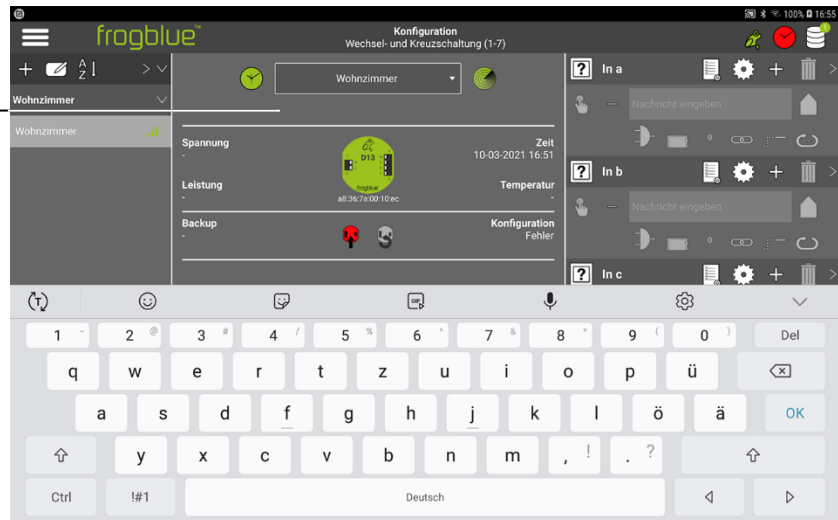 100% 16:55
frogblue™
Konfiguration
Wechsel- und Kreuzschaltung (1-7)
1
A
Z
Wohnzimmer
Wohnzimmer
Wohnzimmer
Spannung
-
Zeit
10-03-2021 16:51
D13
frogblue
a8:36:7a:00:10:ec
Leistung
-
Temperatur
-
Backup
-
Konfiguration
Fehler
? In a
Nachricht eingeben
0
? In b
Nachricht eingeben
0
? In c
T
GIF
1 - 2 @ 3 # 4 / 5 % 6 ^ 7 & 8 * 9 ( 0 ) Del
q w e r t z u i o p ü
a s d f g h j k l ö ä OK
y x c v b n m , ! . ?
Ctrl !#1 Deutsch